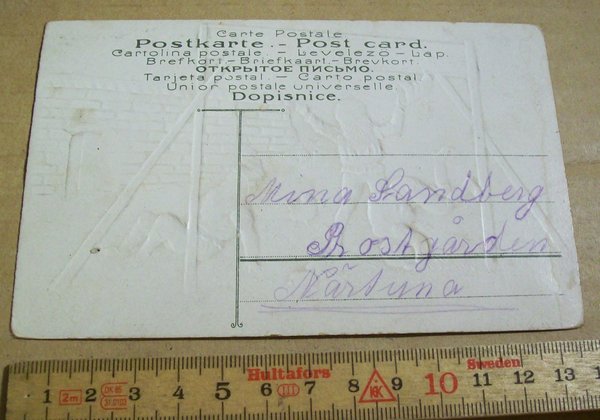 Carte Postale
Postkarte. - Post card.
Cartolina postale. - Levelezo - Lap.
Brefkort. - Briefkaart. - Brevkort.
ОТКРЫТОЕ ПИСЬМО.
Tarjeta postal. - Carto postal.
Union postale universelle.
Dopisnice.
Mina Sandberg
Prostgården
Närtuna
Hultafors Sweden
1 2m 2 3 4 5 6 7 8 9 10 11 12 13